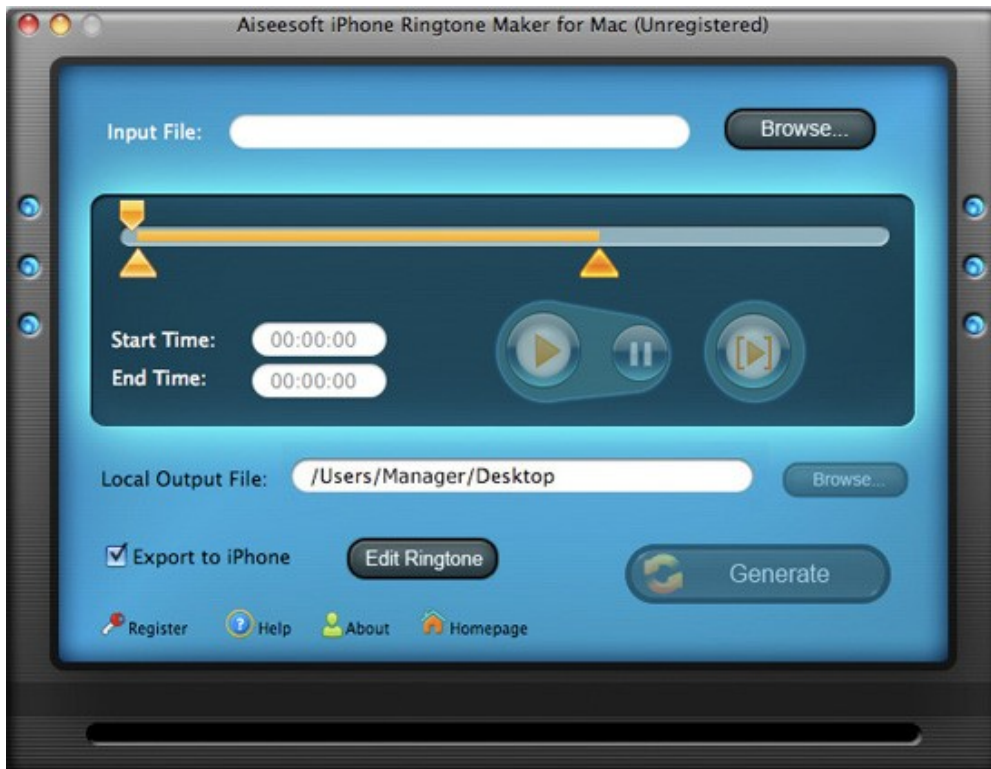 Aiseesoft iPhone Ringtone Maker for Mac (Unregistered)
Input File:
Browse...
Start Time: 00:00:00
End Time: 00:00:00
Local Output File: /Users/Manager/Desktop
Browse...
Export to iPhone
Edit Ringtone
Generate
Register
Help
About
Homepage